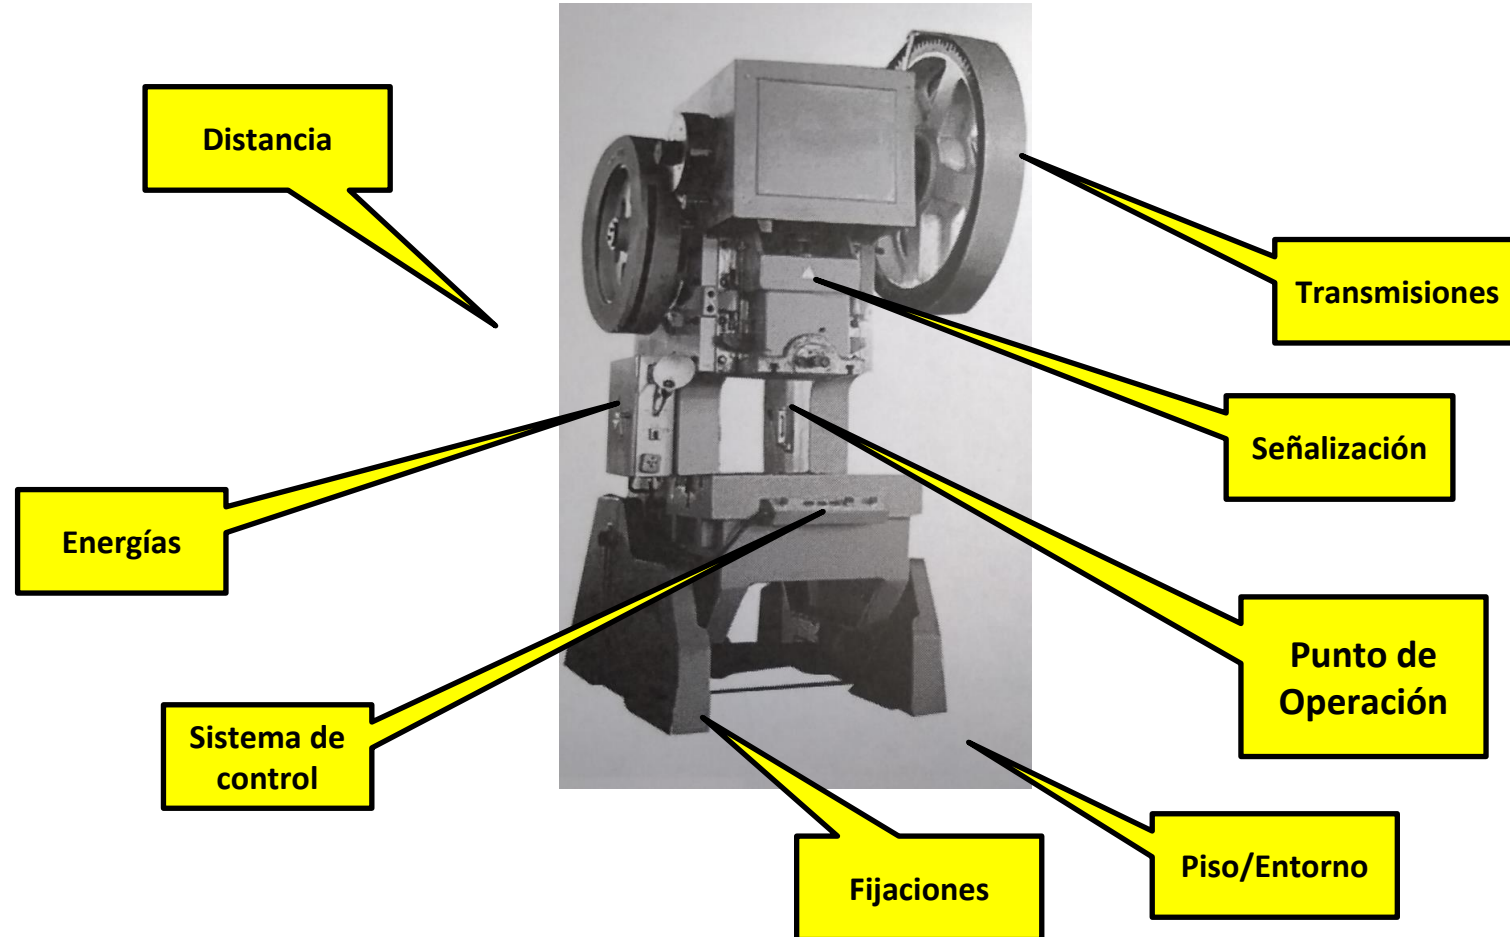 Distancia
Transmisiones
Señalización
Energías
Punto de
Operación
Sistema de
control
Piso/Entorno
Fijaciones